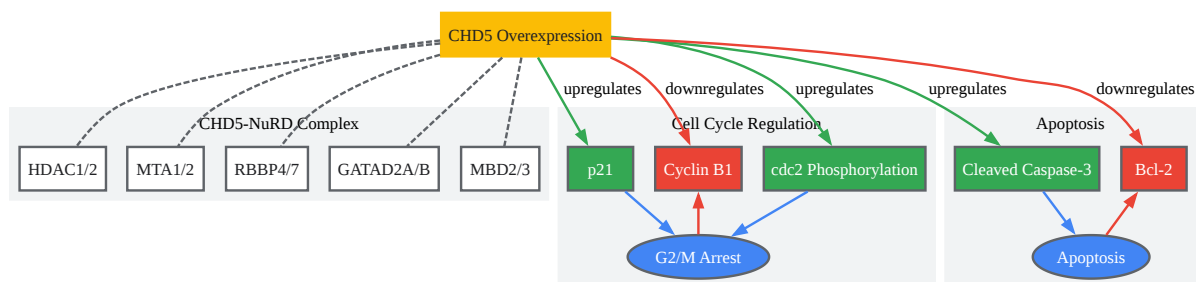 CHD5 Overexpression
upregulates
downregulates
upregulates
upregulates
downregulates
CHD5-NuRD Complex
Cell Cycle Regulation
Apoptosis
HDAC1/2
MTA1/2
RBBP4/7
GATAD2A/B
MBD2/3
p21
Cyclin B1
cdc2 Phosphorylation
Cleaved Caspase-3
Bcl-2
G2/M Arrest
Apoptosis